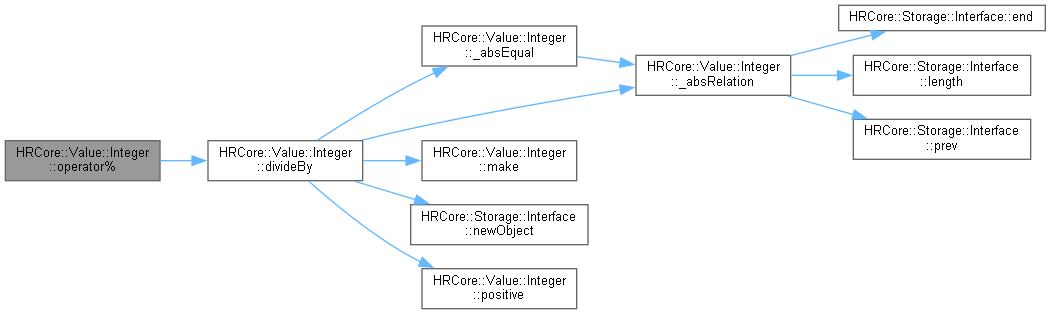 HRCore::Value::Integer
::operator%
HRCore::Value::Integer
::divideBy
HRCore::Value::Integer
::_absEqual
HRCore::Value::Integer
::make
HRCore::Storage::Interface
::newObject
HRCore::Value::Integer
::positive
HRCore::Value::Integer
::_absRelation
HRCore::Storage::Interface::end
HRCore::Storage::Interface
::length
HRCore::Storage::Interface
::prev